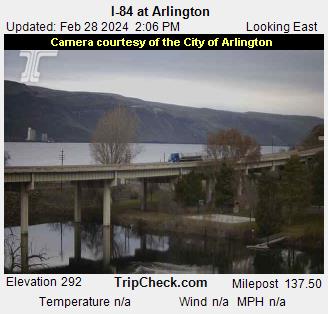 I-84 at Arlington
Updated: Feb 28 2024 2:06 PM Looking East
Camera courtesy of the City of Arlington
Elevation 292 TripCheck.com Milepost 137.50
Temperature n/a Wind n/a MPH n/a